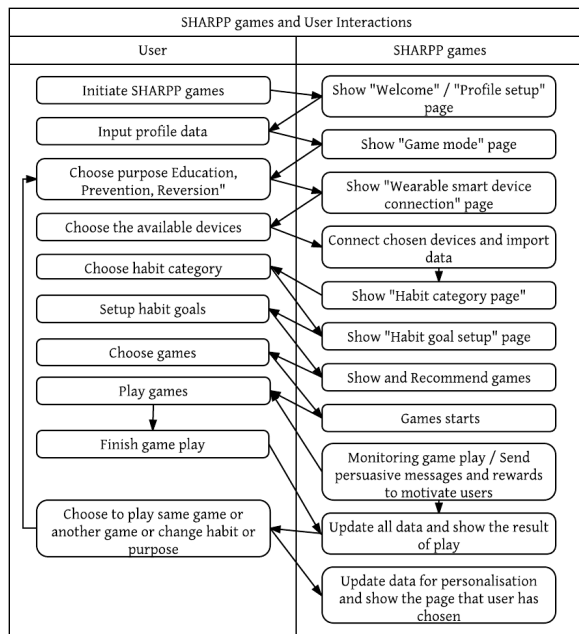 SHARPP games and User Interactions
User
SHARPP games
Initiate SHARPP games
Show "Welcome" / "Profile setup"
page
Input profile data
Show "Game mode" page
Choose purpose Education,
Prevention, Reversion"
Show "Wearable smart device
connection" page
Choose the available devices
Connect chosen devices and import
data
Choose habit category
Show "Habit category page"
Setup habit goals
Show "Habit goal setup" page
Choose games
Show and Recommend games
Play games
Games starts
Finish game play
Monitoring game play / Send
persuasive messages and rewards
to motivate users
Choose to play same game or
another game or change habit or
purpose
Update all data and show the result
of play
Update data for personalisation
and show the page that user has
chosen